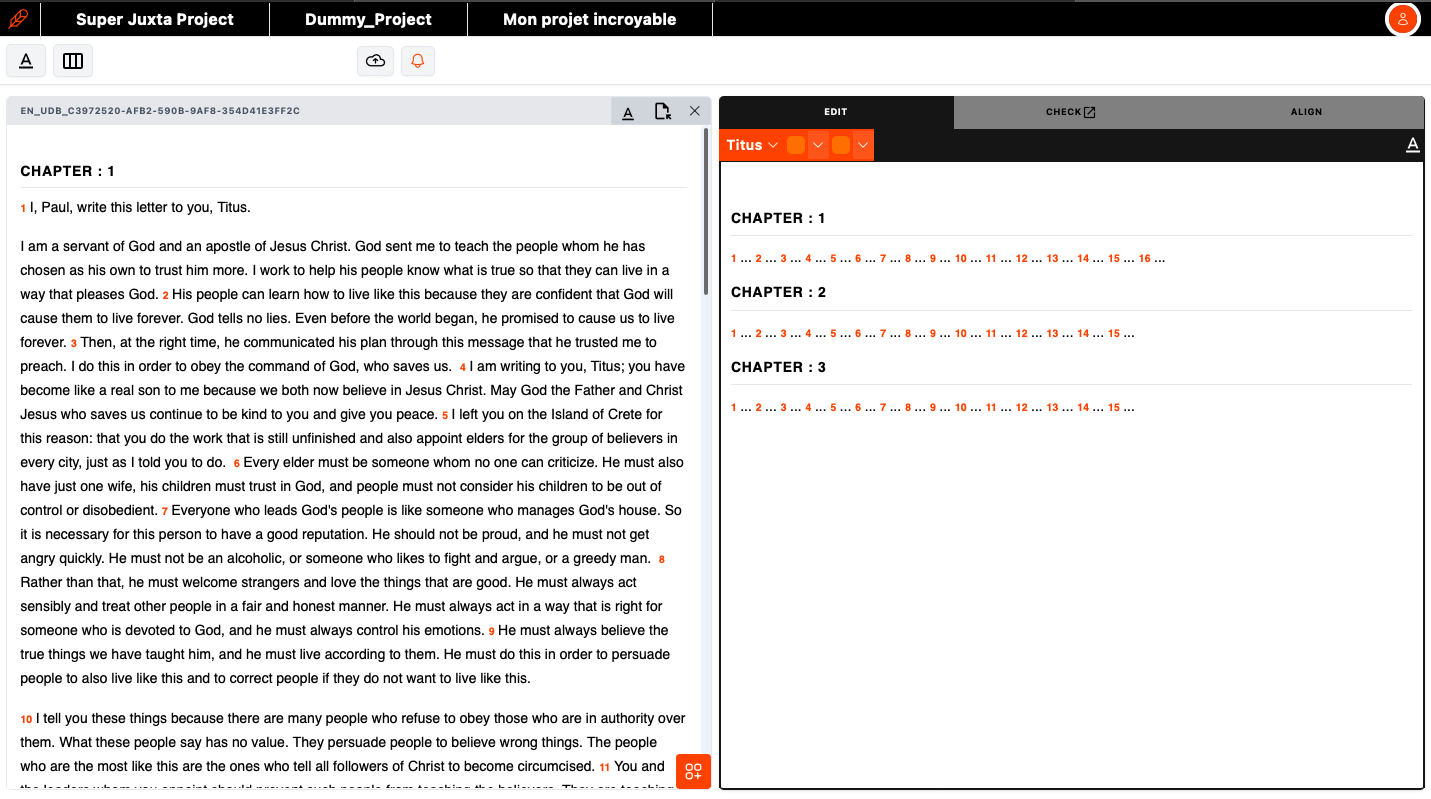 Super Juxta Project
Dummy_Project
Mon projet incroyable
A
EN_UDB_C3972520-AFB2-590B-9AF8-354D41E3FF2C
A
CHAPTER : 1
1 I, Paul, write this letter to you, Titus.
I am a servant of God and an apostle of Jesus Christ. God sent me to teach the people whom he has
chosen as his own to trust him more. I work to help his people know what is true so that they can live in a
way that pleases God. 2 His people can learn how to live like this because they are confident that God will
cause them to live forever. God tells no lies. Even before the world began, he promised to cause us to live
forever. 3 Then, at the right time, he communicated his plan through this message that he trusted me to
preach. I do this in order to obey the command of God, who saves us. 4 I am writing to you, Titus; you have
become like a real son to me because we both now believe in Jesus Christ. May God the Father and Christ
Jesus who saves us continue to be kind to you and give you peace. 5 I left you on the Island of Crete for
this reason: that you do the work that is still unfinished and also appoint elders for the group of believers in
every city, just as I told you to do. 6 Every elder must be someone whom no one can criticize. He must also
have just one wife, his children must trust in God, and people must not consider his children to be out of
control or disobedient. 7 Everyone who leads God's people is like someone who manages God's house. So
it is necessary for this person to have a good reputation. He should not be proud, and he must not get
angry quickly. He must not be an alcoholic, or someone who likes to fight and argue, or a greedy man. 8
Rather than that, he must welcome strangers and love the things that are good. He must always act
sensibly and treat other people in a fair and honest manner. He must always act in a way that is right for
someone who is devoted to God, and he must always control his emotions. 9 He must always believe the
true things we have taught him, and he must live according to them. He must do this in order to persuade
people to also live like this and to correct people if they do not want to live like this.
10 I tell you these things because there are many people who refuse to obey those who are in authority over
them. What these people say has no value. They persuade people to believe wrong things. The people
who are the most like this are the ones who tell all followers of Christ to become circumcised. 11 You and
the leaders whom you appoint should prevent such people from teaching the believers. They are teaching
EDIT
CHECK
ALIGN
Titus
A
CHAPTER : 1
1 ... 2 ... 3 ... 4 ... 5 ... 6 ... 7 ... 8 ... 9 ... 10 ... 11 ... 12 ... 13 ... 14 ... 15 ... 16 ...
CHAPTER : 2
1 ... 2 ... 3 ... 4 ... 5 ... 6 ... 7 ... 8 ... 9 ... 10 ... 11 ... 12 ... 13 ... 14 ... 15 ...
CHAPTER : 3
1 ... 2 ... 3 ... 4 ... 5 ... 6 ... 7 ... 8 ... 9 ... 10 ... 11 ... 12 ... 13 ... 14 ... 15 ...